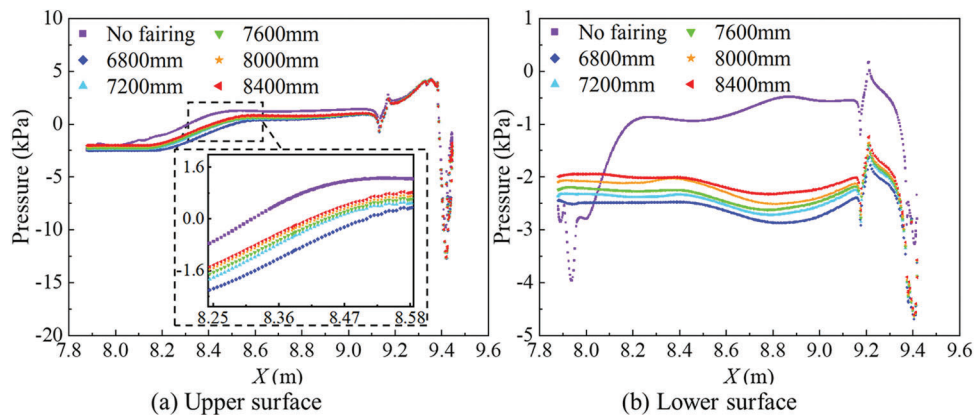 No fairing 7600mm
6800mm 8000mm
7200mm 8400mm
Pressure (kPa)
10
5
0
-5
-10
-15
-20
1.6
0.0
-1.6
8.25 8.36 8.47 8.58
7.8 8.0 8.2 8.4 8.6 8.8 9.0 9.2 9.4 9.6
X (m)
(a) Upper surface
No fairing 7600mm
6800mm 8000mm
7200mm 8400mm
Pressure (kPa)
1
0
-1
-2
-3
-4
-5
7.8 8.0 8.2 8.4 8.6 8.8 9.0 9.2 9.4 9.6
X (m)
(b) Lower surface